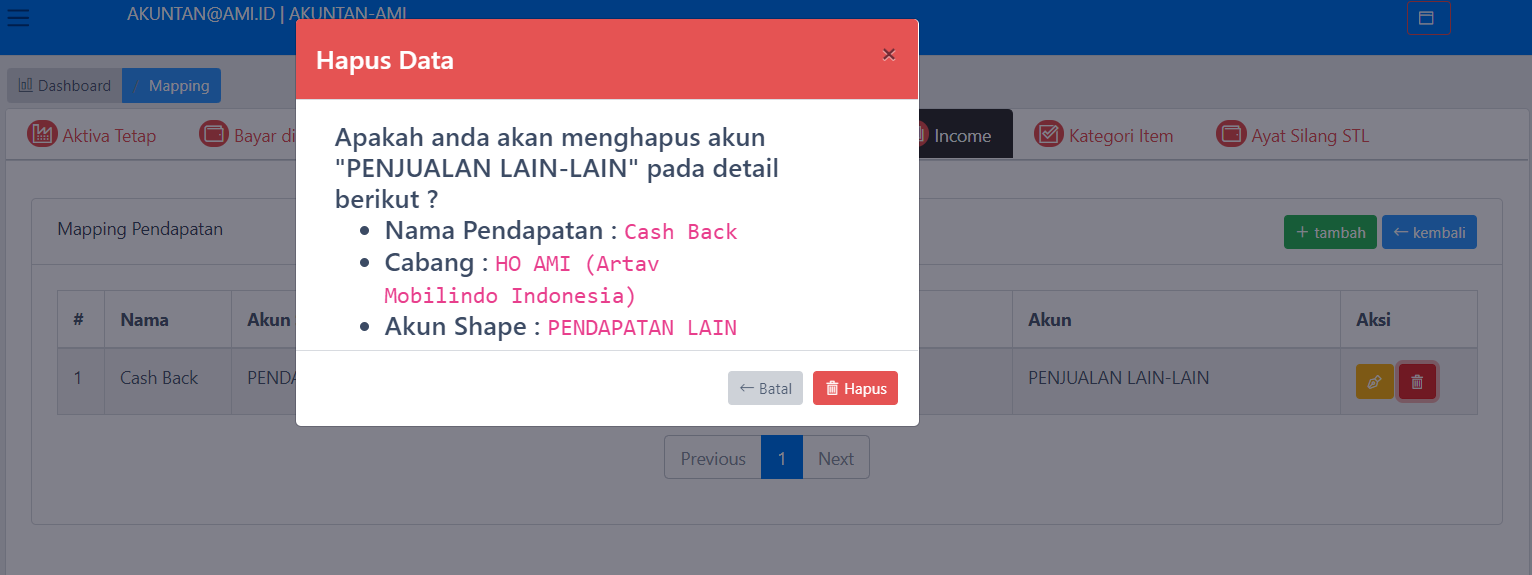 AKUNTAN@AMI.ID | AKUNTAN-AMI
Hapus Data
×
Dashboard / Mapping
Aktiva Tetap
Bayar di
Income
Kategori Item
Ayat Silang STL
Apakah anda akan menghapus akun
"PENJUALAN LAIN-LAIN" pada detail
berikut ?
• Nama Pendapatan : Cash Back
• Cabang : HO AMI (Artav
Mobilindo Indonesia)
• Akun Shape : PENDAPATAN LAIN
← Batal
Hapus
Mapping Pendapatan
+ tambah
← kembali
# Nama Akun Akun Aksi
1 Cash Back PENDA PENJUALAN LAIN-LAIN
Previous 1 Next